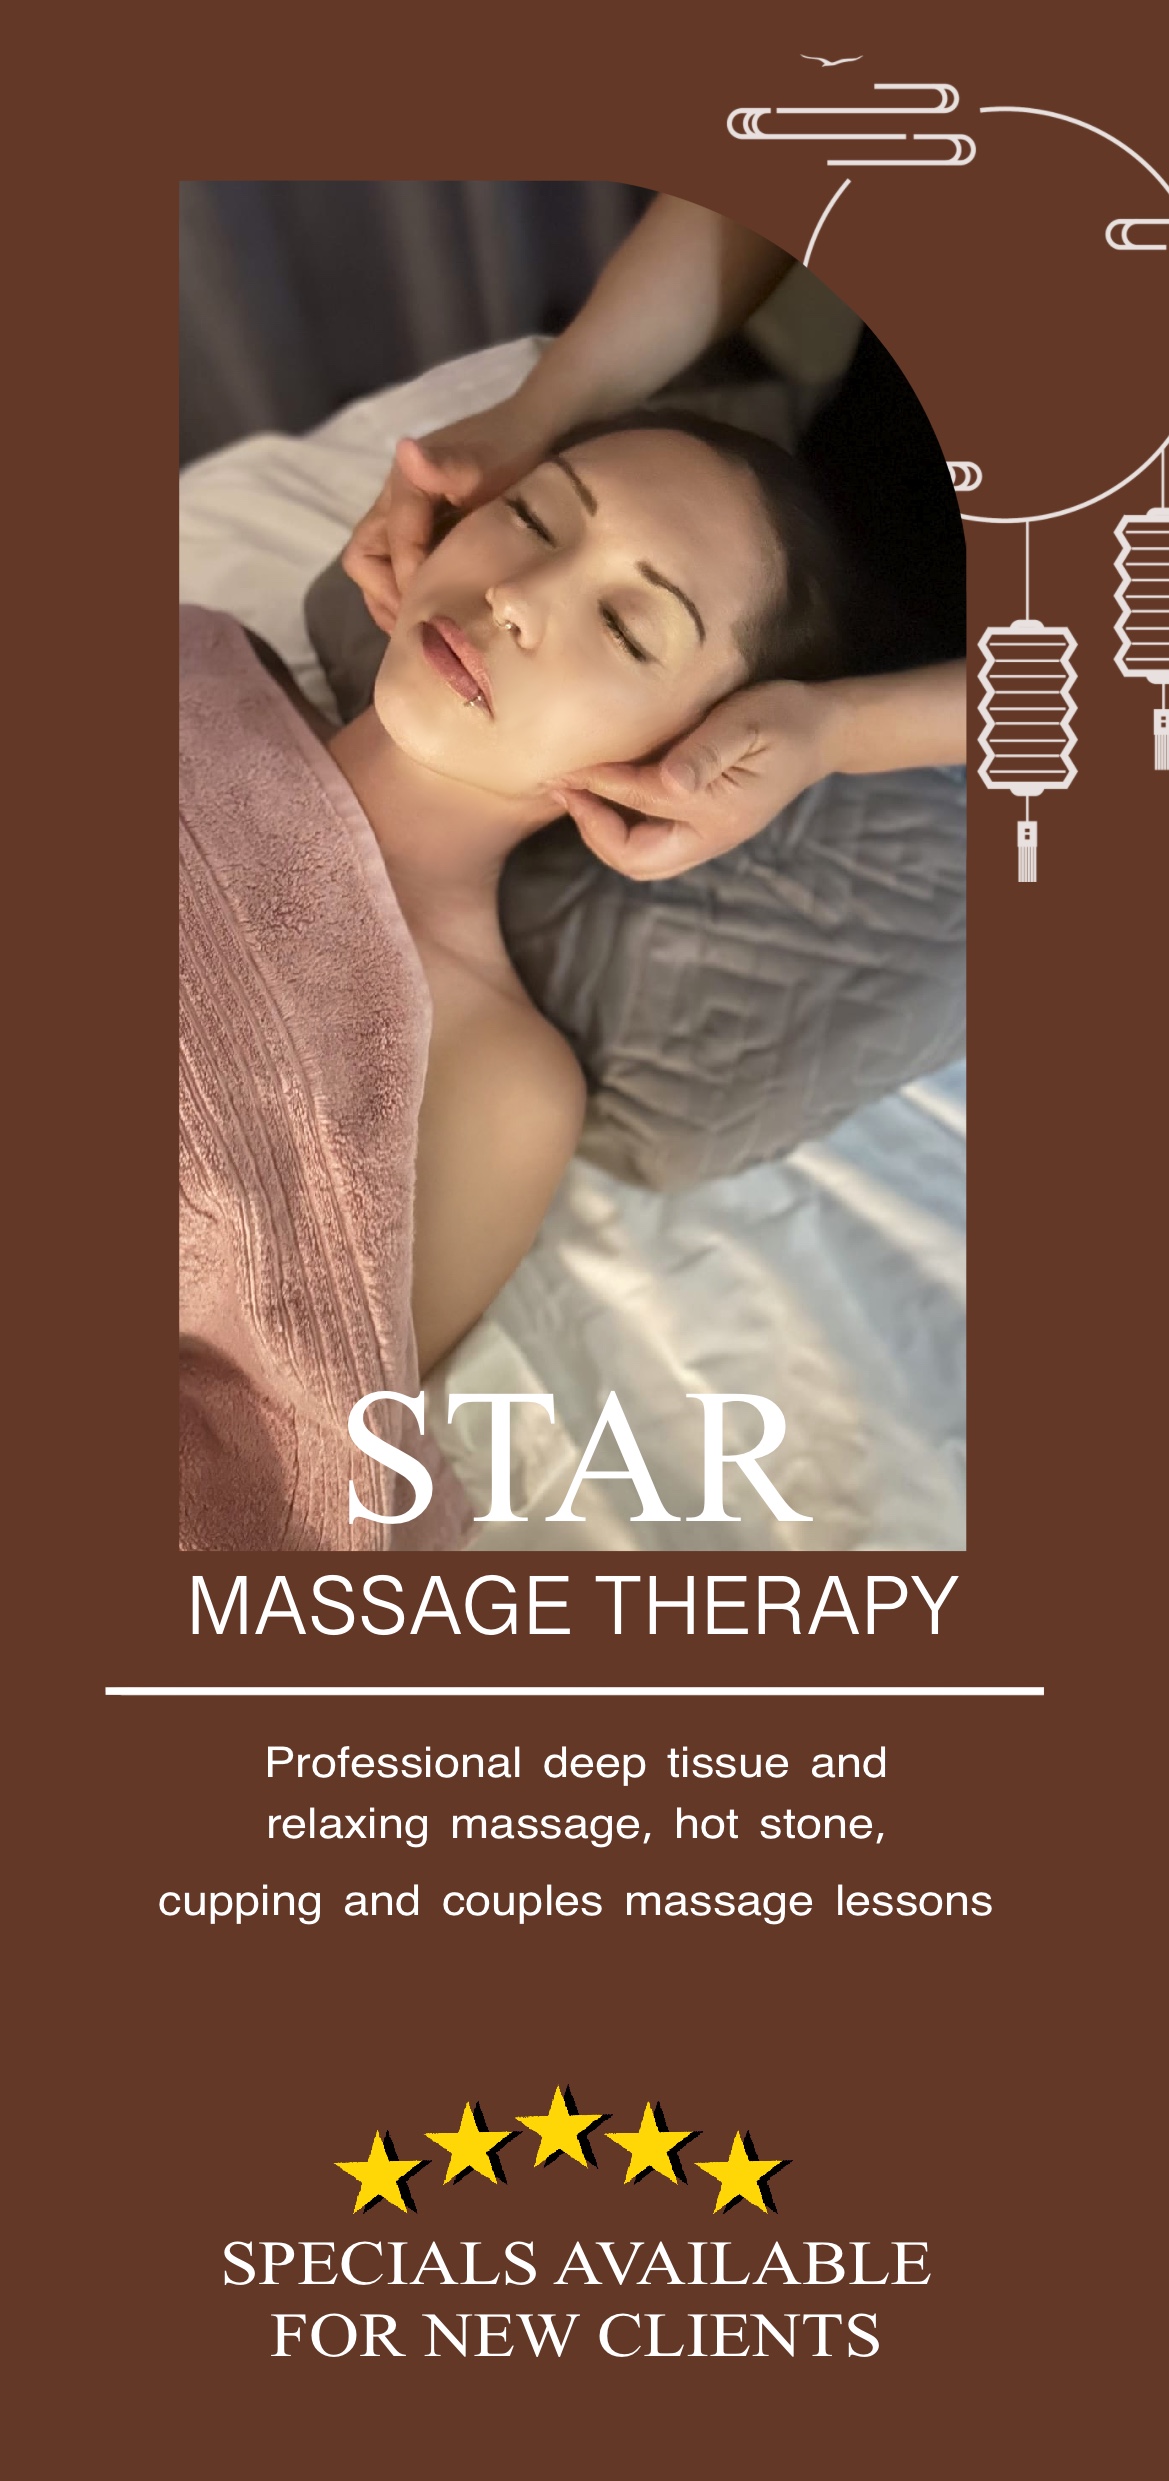 STAR
MASSAGE THERAPY
Professional deep tissue and
relaxing massage, hot stone,
cupping and couples massage lessons
SPECIALS AVAILABLE
FOR NEW CLIENTS